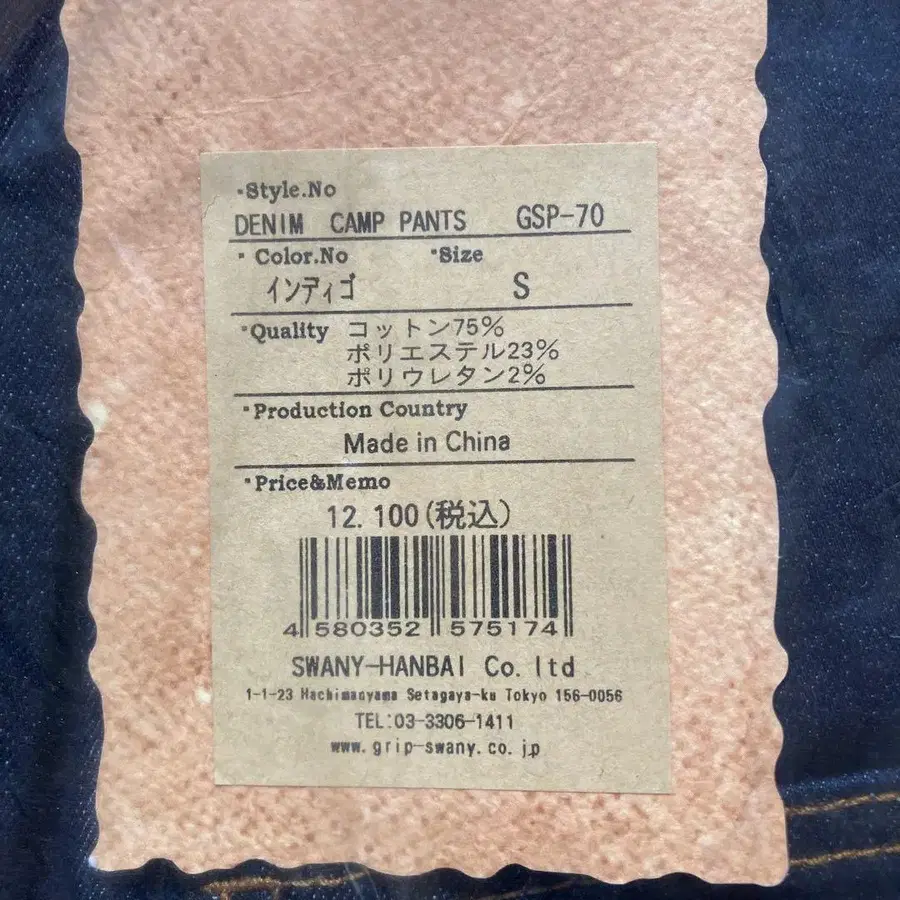 ・Style.No
DENIM CAMP PANTS GSP-70
・Color.No ・Size
インディゴ S
・Quality コットン75%
ポリエステル23%
ポリウレタン2%
・Production Country
Made in China
・Price&Memo
12.100(税込)
4 580352 575174
SWANY-HANBAI Co. ltd
1-1-23 Hachimanyama Setagaya-ku Tokyo 156-0056
TEL:03-3306-1411
www.grip-swany.co.jp